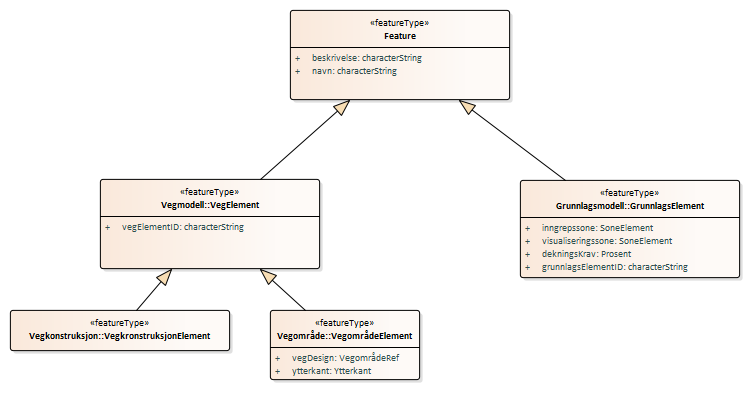 «featureType»
Feature
+ beskrivelse: characterString
+ navn: characterString
«featureType»
Vegmodell::VegElement
+ vegElementID: characterString
«featureType»
Grunnlagsmodell::GrunnlagsElement
+ inngrepssone: SoneElement
+ visualiseringssone: SoneElement
+ dekningsKrav: Prosent
+ grunnlagsElementID: characterString
«featureType»
Vegkonstruksjon::VegkronstruksjonElement
«featureType»
Vegområde::VegområdeElement
+ vegDesign: VegområdeRef
+ ytterkant: Ytterkant